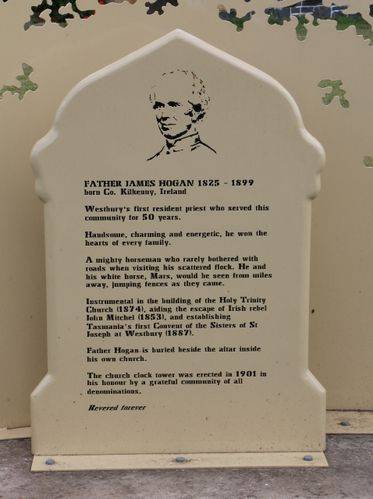 FATHER JAMES HOGAN 1825 - 1899
born Co. Kilkenny, Ireland
Westbury's first resident priest who served this
community for 50 years.
Handsome, charming and energetic, he won the
hearts of every family.
A mighty horseman who rarely bothered with
roads when visiting his scattered flock. He and
his white horse, Mars, would be seen from miles
away, jumping fences as they came.
Instrumental in the building of the Holy Trinity
Church (1874), aiding the escape of Irish rebel
John Mitchel (1853), and establishing
Tasmania's first Convent of the Sisters of St
Joseph at Westbury (1887).
Father Hogan is buried beside the altar inside
his own church.
The church clock tower was erected in 1901 in
his honour by a grateful community of all
denominations.
Revered forever